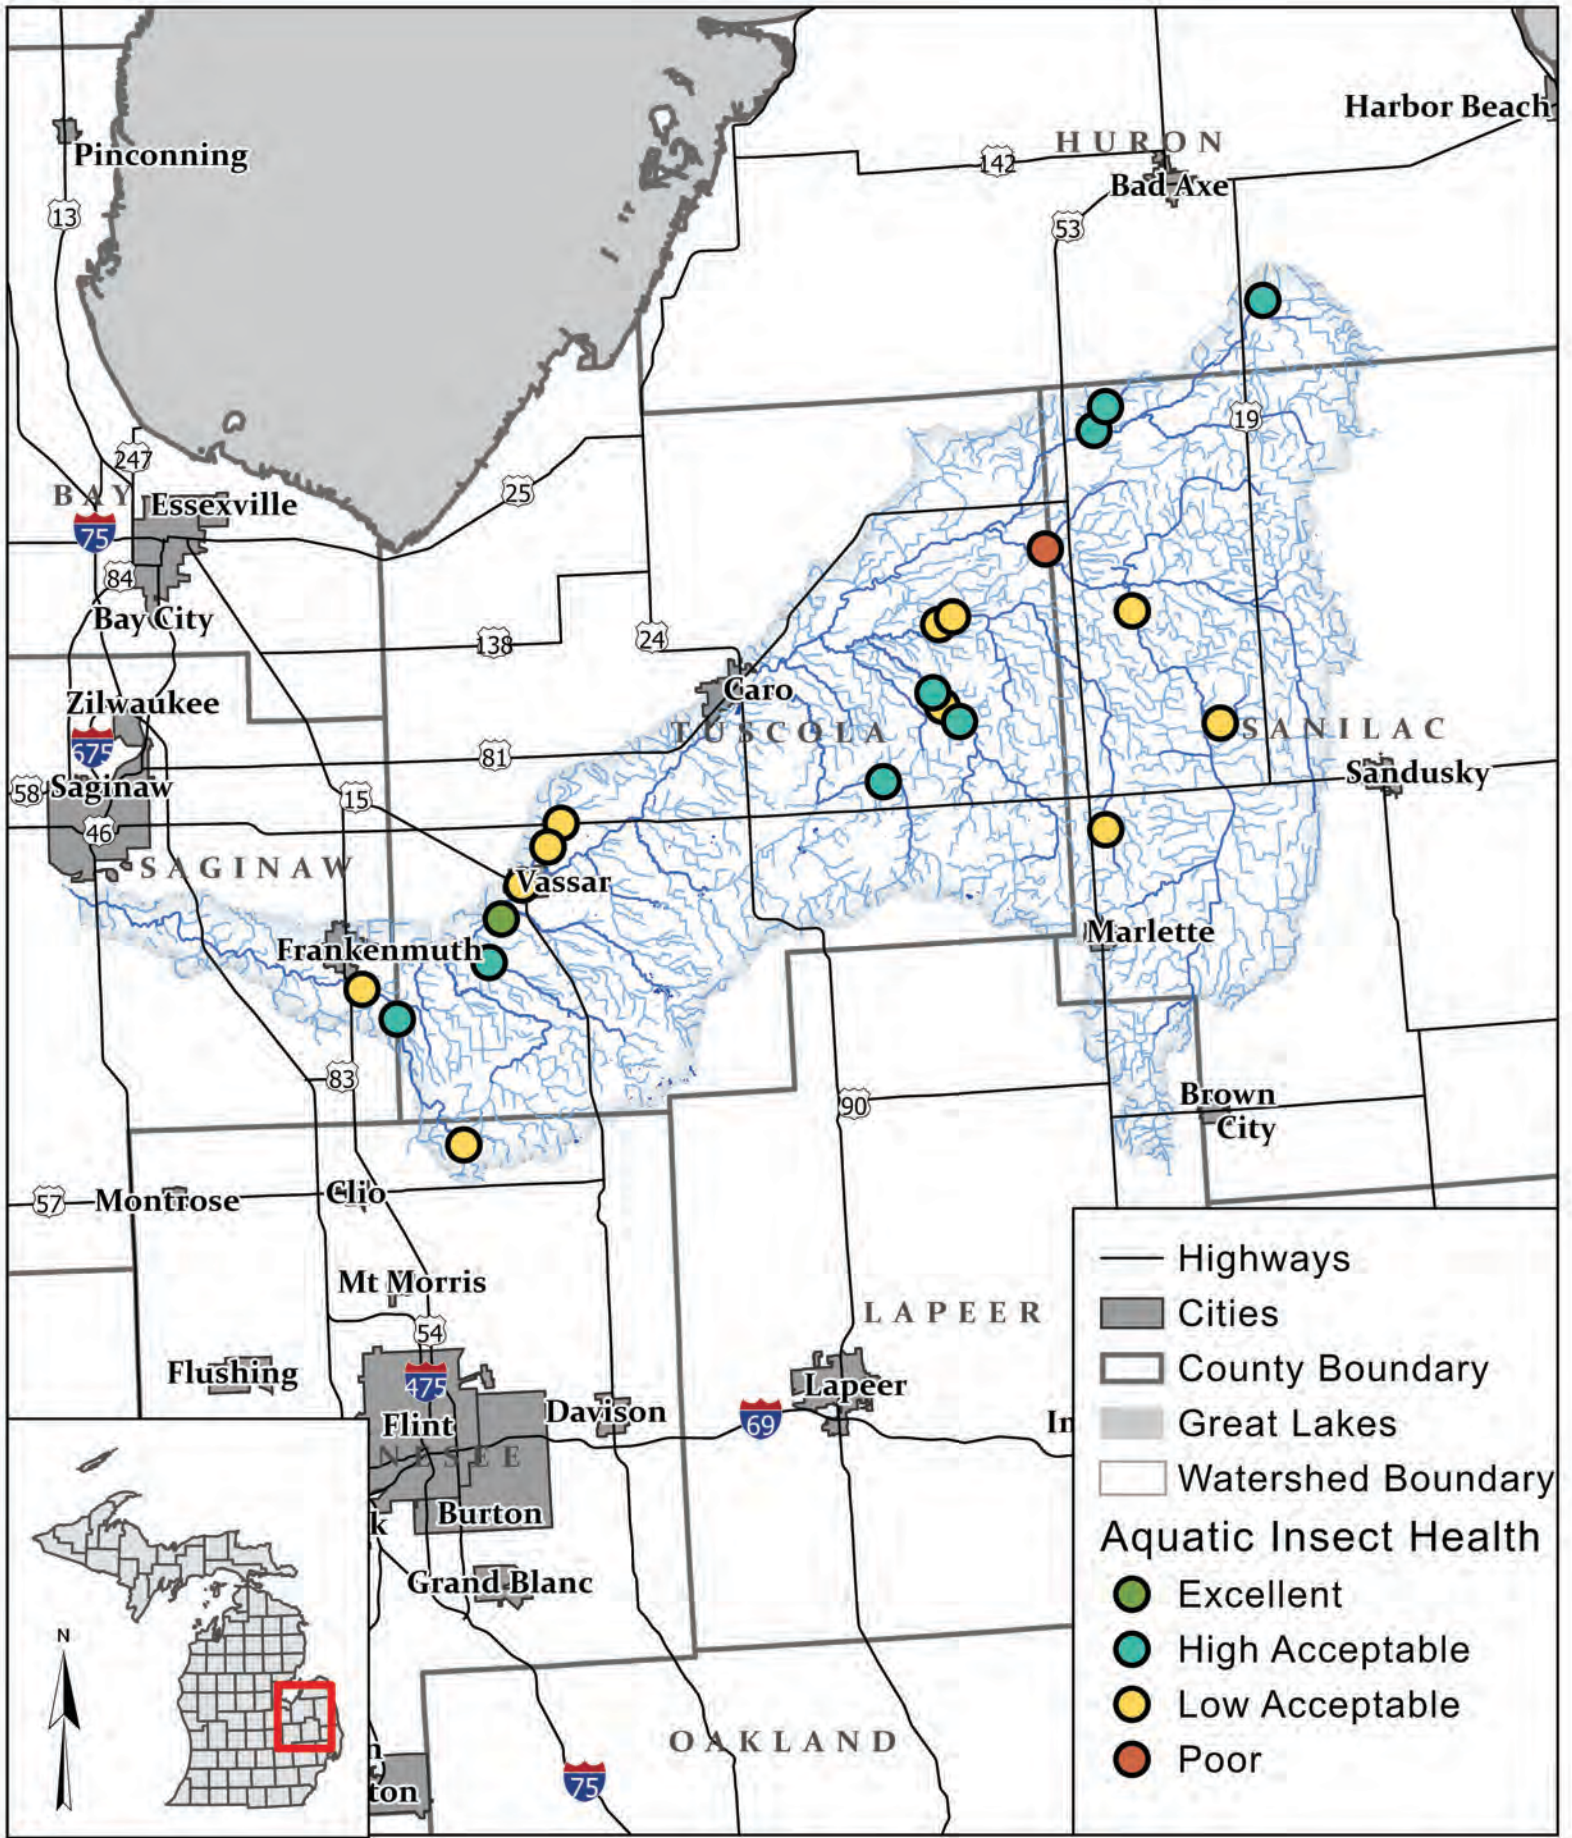 Harbor Beach
HURON
Pinconning
142
Bad Axe
13
53
19
247
25
BAY
Essexville
75
84
Bay City
138
24
Zilwaukee
Caro
TUSCOLA
SANILAC
675
81
Sandusky
58
Saginaw
15
46
SAGINAW
Vassar
Marlette
Frankenmuth
83
90
Brown
City
57
Montrose
Clio
Mt Morris
LAPEER
54
Flushing
475
Lapeer
Davison
Flint
69
In
NESEE
Burton
k
Grand Blanc
OAKLAND
75
ton
N
Highways
Cities
County Boundary
Great Lakes
Watershed Boundary
Aquatic Insect Health
Excellent
High Acceptable
Low Acceptable
Poor